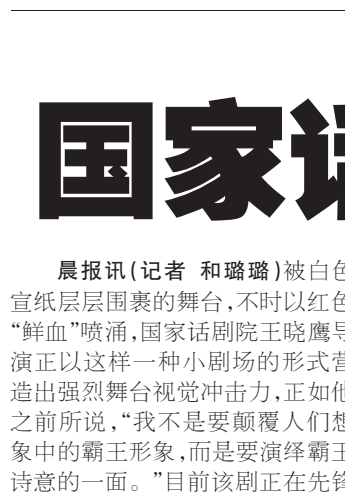 国家
晨报讯(记者 和璐璐)被白色
宣纸层层围裹的舞台,不时以红色
“鲜血”喷涌,国家话剧院王晓鹰导
演正以这样一种小剧场的形式营
造出强烈舞台视觉冲击力,正如他
之前所说,“我不是要颠覆人们想
象中的霸王形象,而是要演绎霸王
诗意的一面。”目前该剧正在先锋